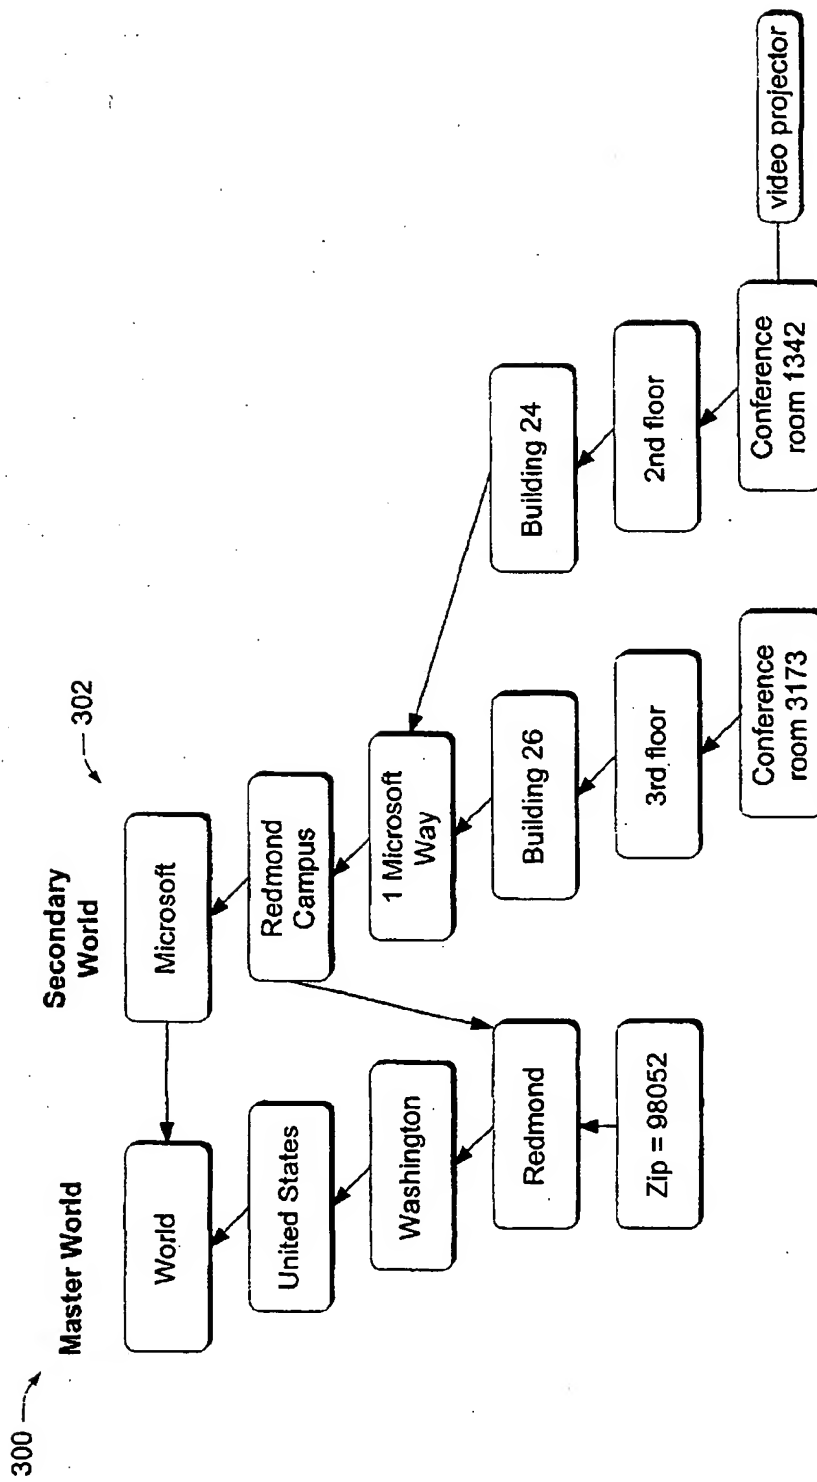 300
Master World
Secondary
World
302
World
Microsoft
United States
Redmond
Campus
Washington
1 Microsoft
Way
Redmond
Building 26
Building 24
Zip = 98052
3rd floor
2nd floor
Conference
room 3173
Conference
room 1342
video projector